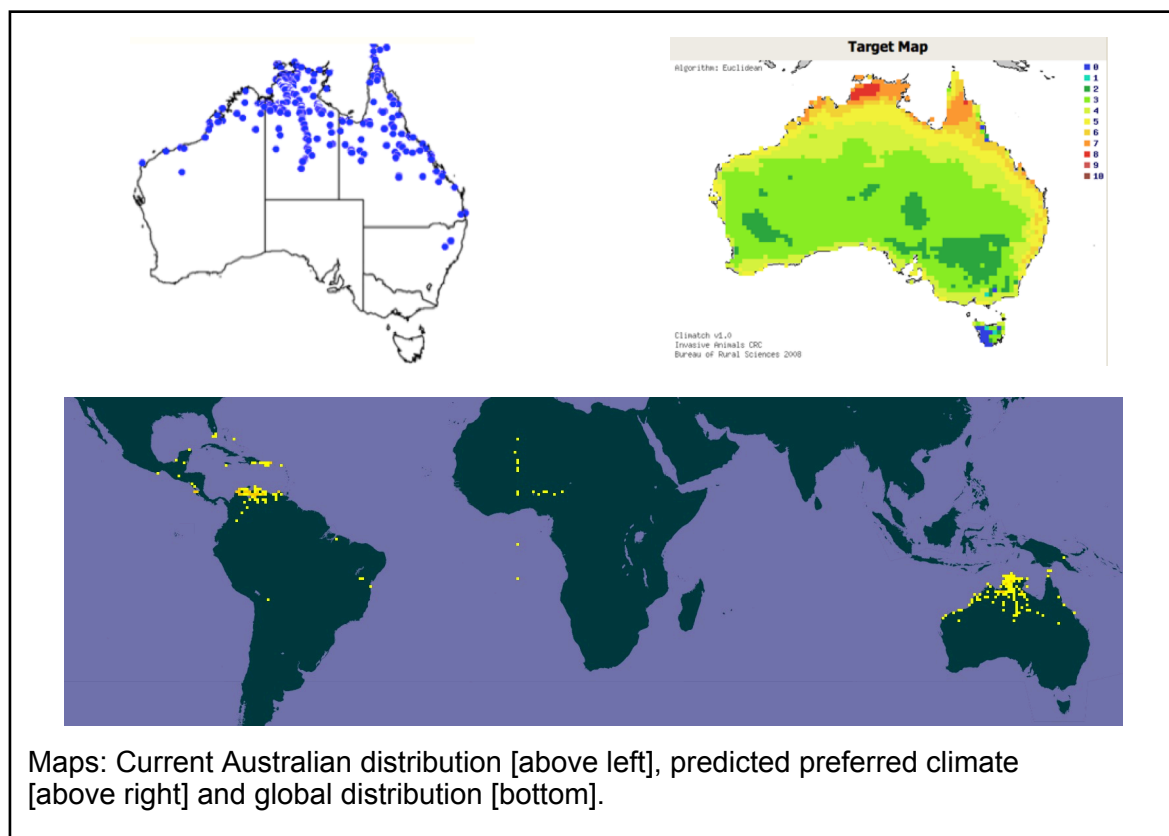 Target Map
Algorithm: Euclidean
0
1
2
3
4
5
6
7
8
9
10
Climatch v1.0
Invasive Animals CRC
Bureau of Rural Sciences 2008
Maps: Current Australian distribution [above left], predicted preferred climate
[above right] and global distribution [bottom].